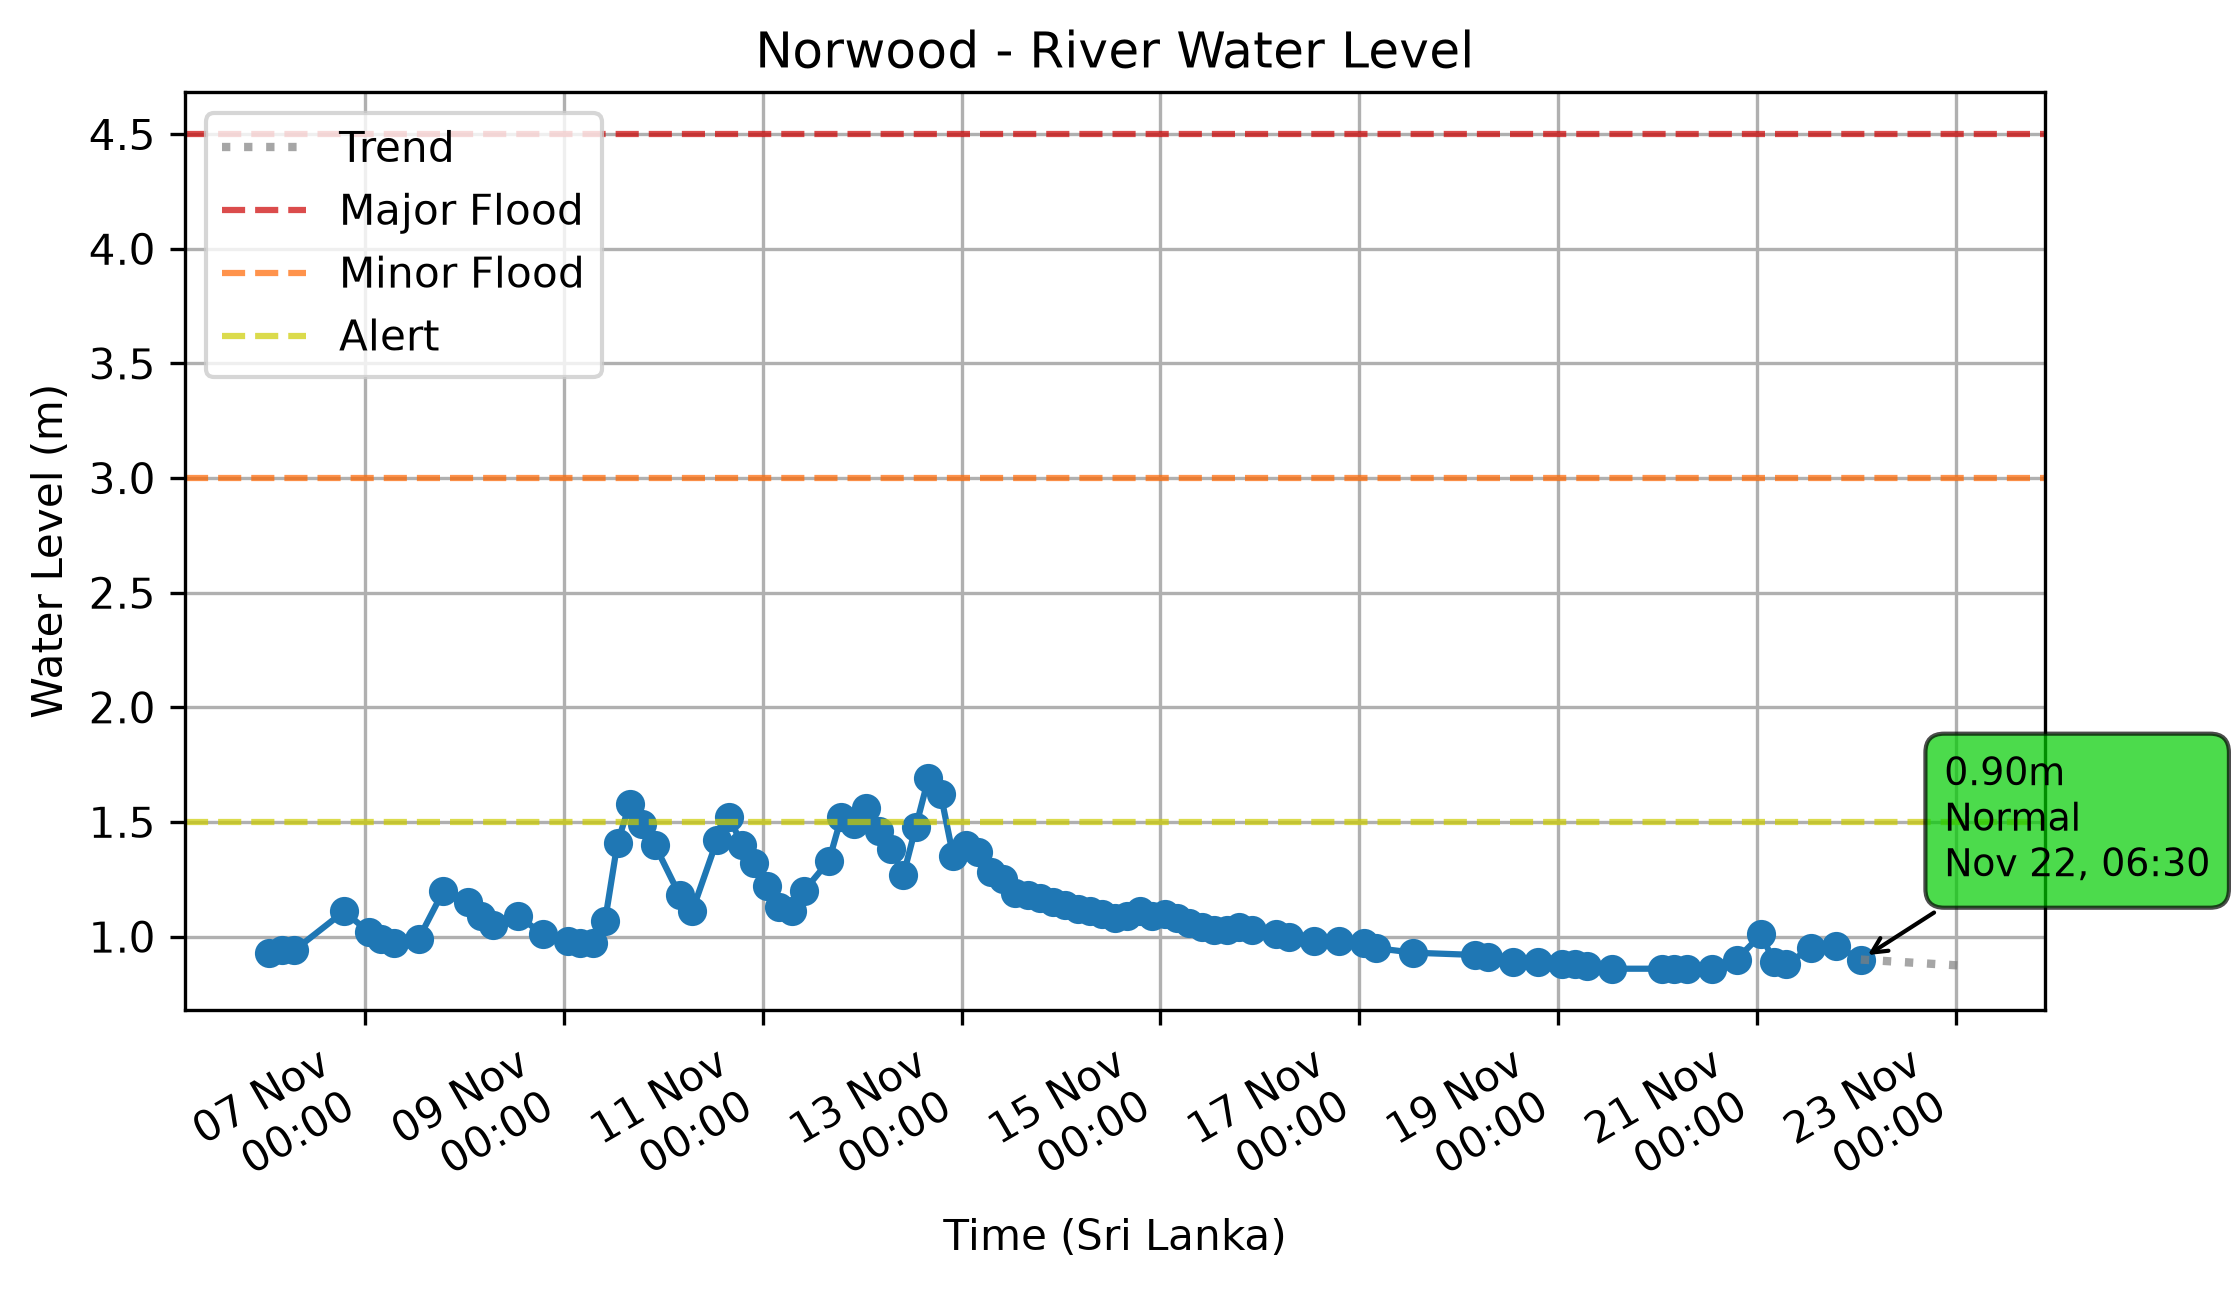 Norwood - River Water Level
Trend
Major Flood
Minor Flood
Alert
4.5
4.0
3.5
3.0
2.5
2.0
1.5
1.0
Water Level (m)
0.90m
Normal
Nov 22, 06:30
07 Nov
00:00
09 Nov
00:00
11 Nov
00:00
13 Nov
00:00
15 Nov
00:00
17 Nov
00:00
19 Nov
00:00
21 Nov
00:00
23 Nov
00:00
Time (Sri Lanka)